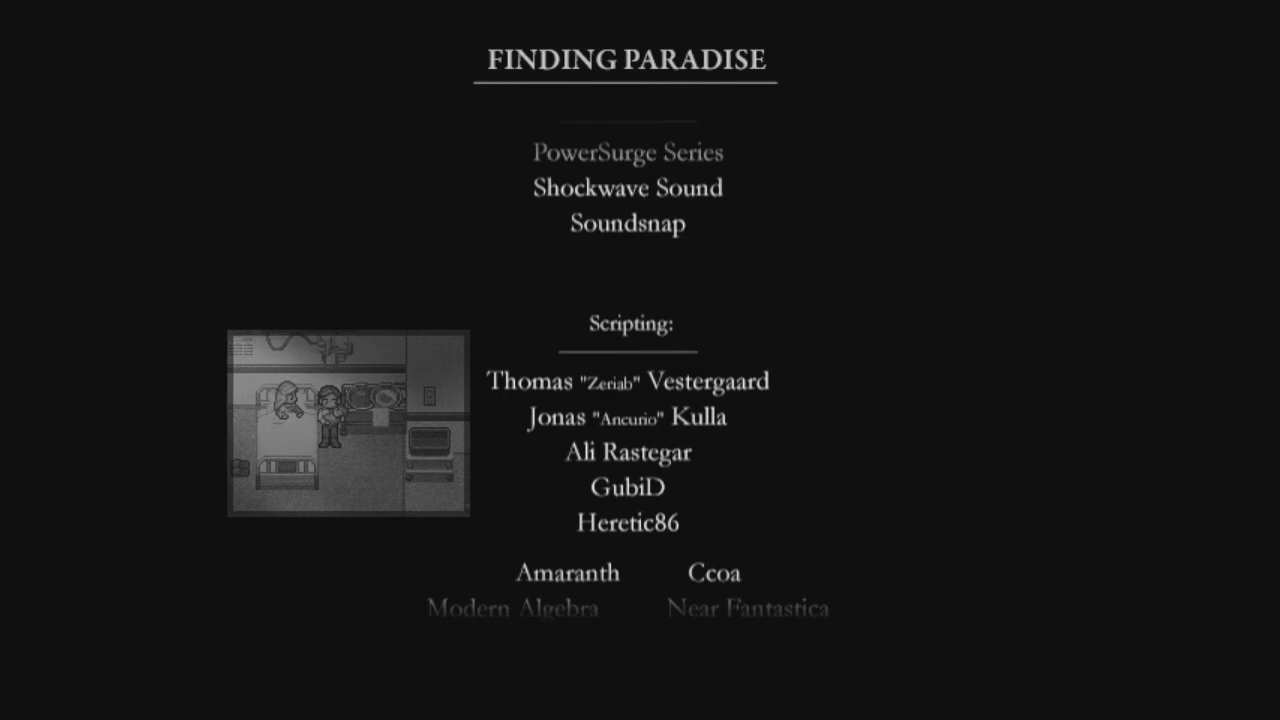 FINDING PARADISE
PowerSurge Series
Shockwave Sound
Soundsnap
Scripting:
Thomas "Zeriab" Vestergaard
Jonas "Ancurio" Kulla
Ali Rastegar
GubiD
Heretic86
Amaranth Ccoa
Modern Algebra Near Fantastica